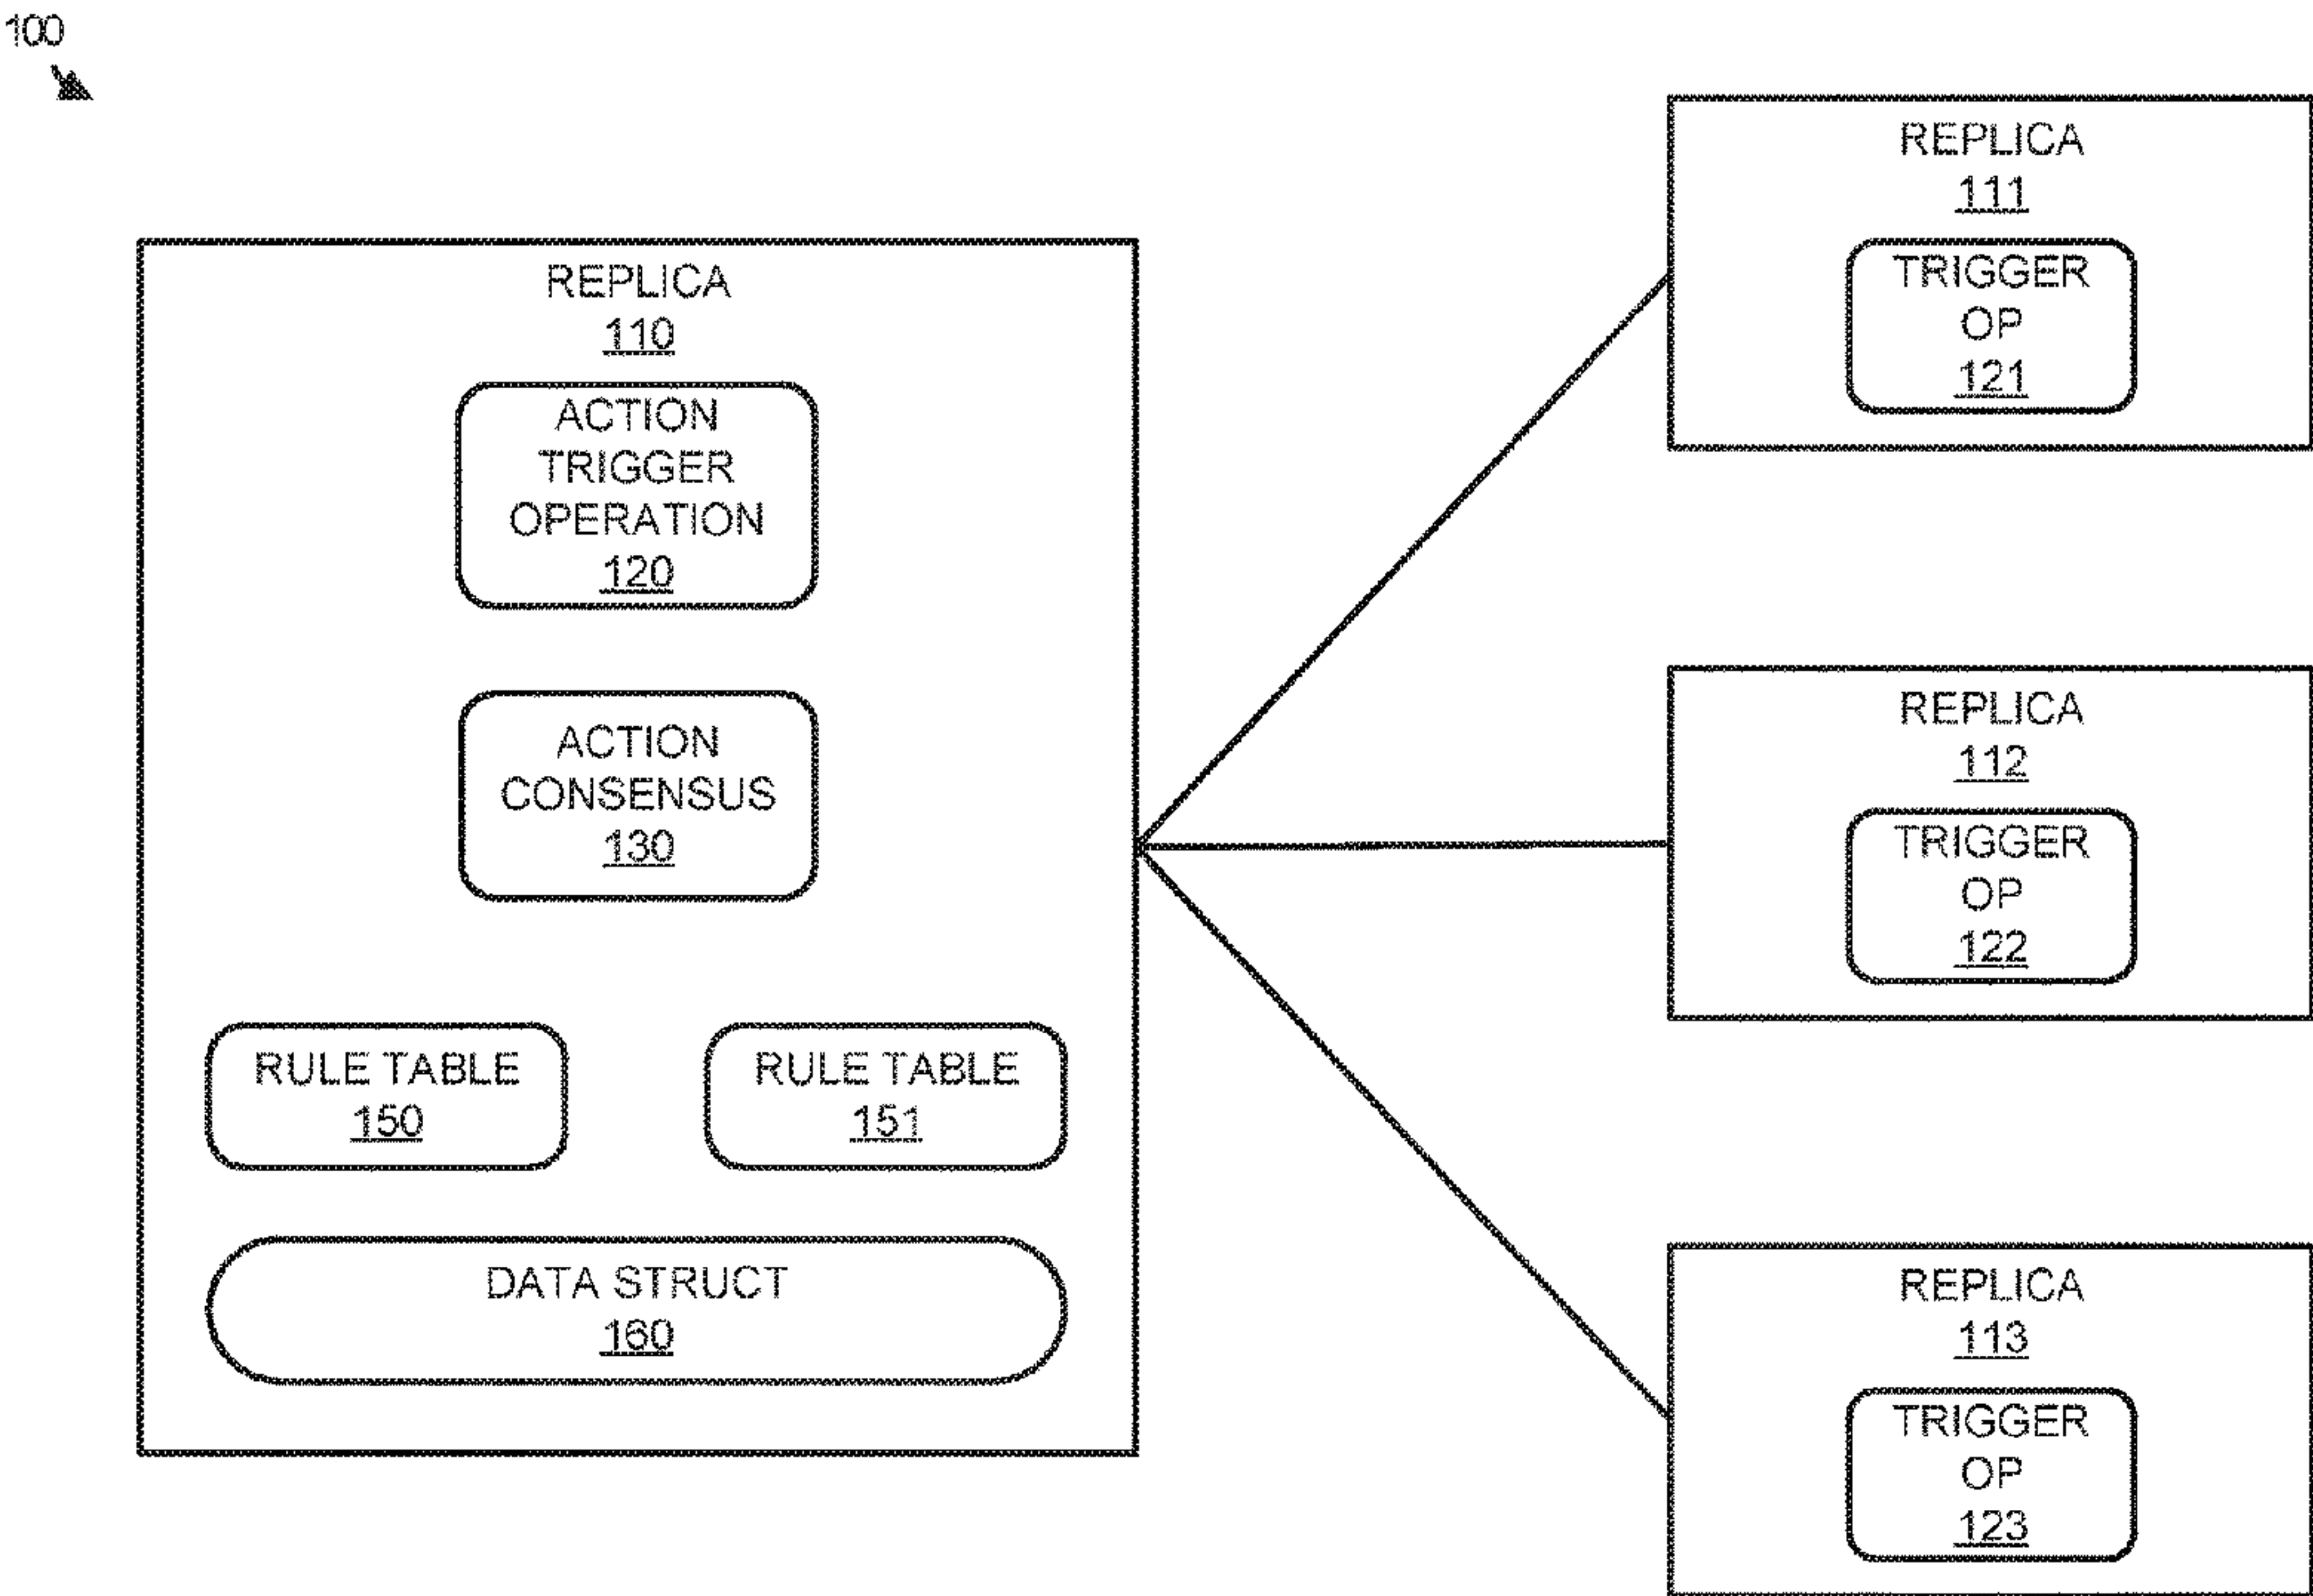 100
REPLICA
110
ACTION
TRIGGER
OPERATION
120
ACTION
CONSENSUS
130
RULE TABLE
150
RULE TABLE
151
DATA STRUCT
160
REPLICA
111
TRIGGER
OP
121
REPLICA
112
TRIGGER
OP
122
REPLICA
113
TRIGGER
OP
123